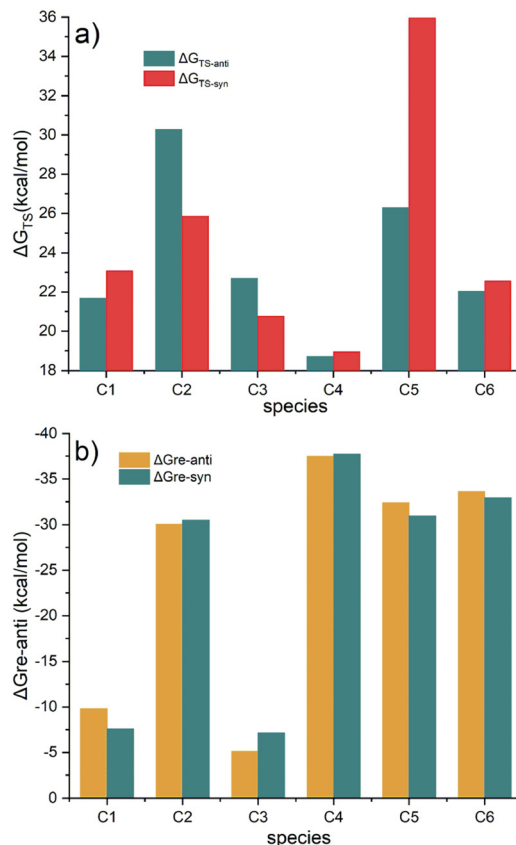 a)
ΔG_TS-anti
ΔG_TS-syn
ΔG_TS(kcal/mol)
36
34
32
30
28
26
24
22
20
18
C1 C2 C3 C4 C5 C6
species
b)
ΔGre-anti
ΔGre-syn
ΔGre-anti (kcal/mol)
-40
-35
-30
-25
-20
-15
-10
-5
0
C1 C2 C3 C4 C5 C6
species